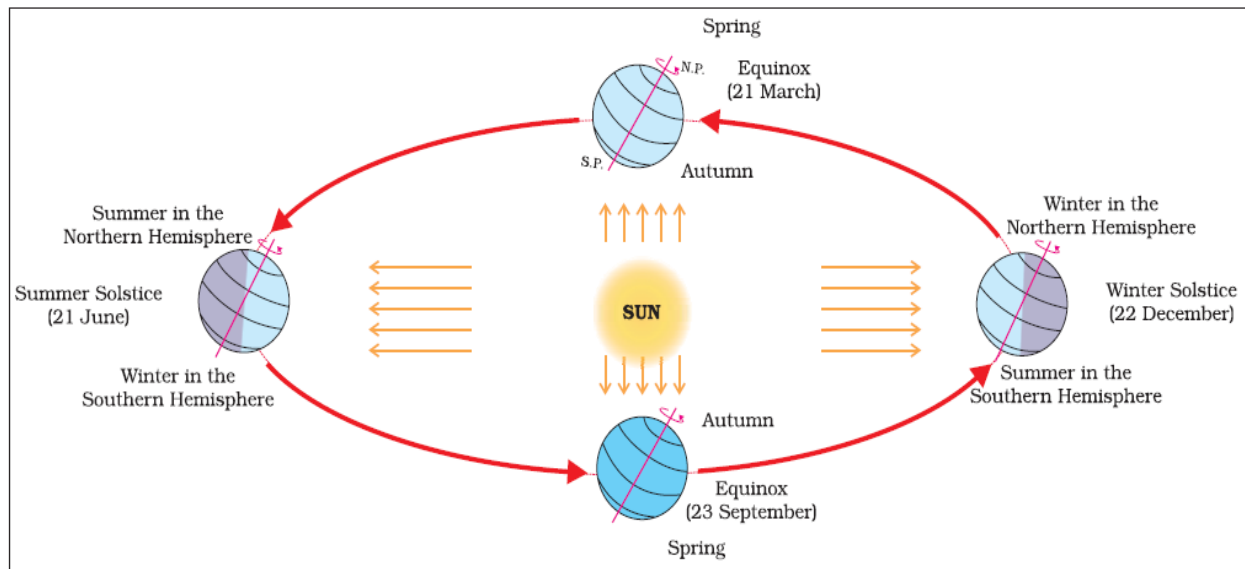 Spring
N.P.
Equinox
(21 March)
S.P.
Autumn
Summer in the
Northern Hemisphere
Winter in the
Northern Hemisphere
Summer Solstice
(21 June)
SUN
Winter Solstice
(22 December)
Winter in the
Southern Hemisphere
Summer in the
Southern Hemisphere
Autumn
Equinox
(23 September)
Spring